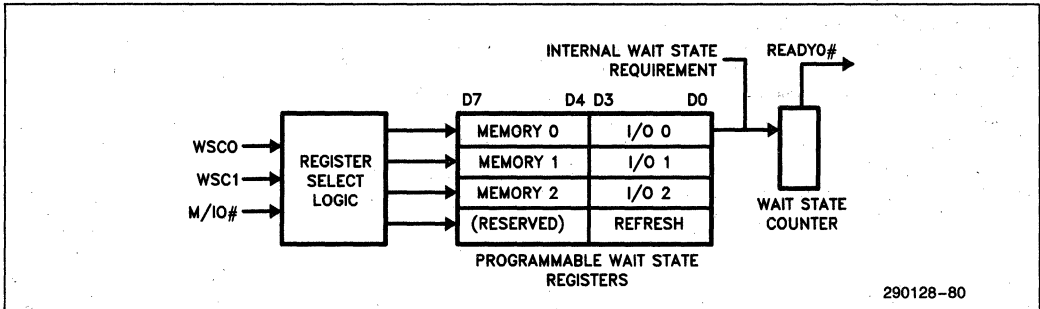 INTERNAL WAIT STATE
REQUIREMENT
READYO#
D7 D4 D3 D0
MEMORY 0 I/O 0
MEMORY 1 I/O 1
MEMORY 2 I/O 2
(RESERVED) REFRESH
WSC0
WSC1
M/IO#
REGISTER
SELECT
LOGIC
WAIT STATE
COUNTER
PROGRAMMABLE WAIT STATE
REGISTERS
290128-80